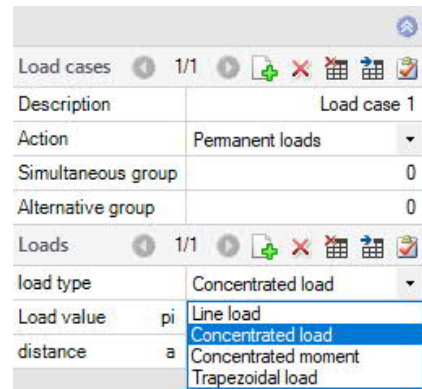 Load cases 1/1
Description Load case 1
Action Permanent loads
Simultaneous group 0
Alternative group 0
Loads 1/1
load type Concentrated load
Load value pi Line load
Concentrated load
distance a Concentrated moment
Trapezoidal load